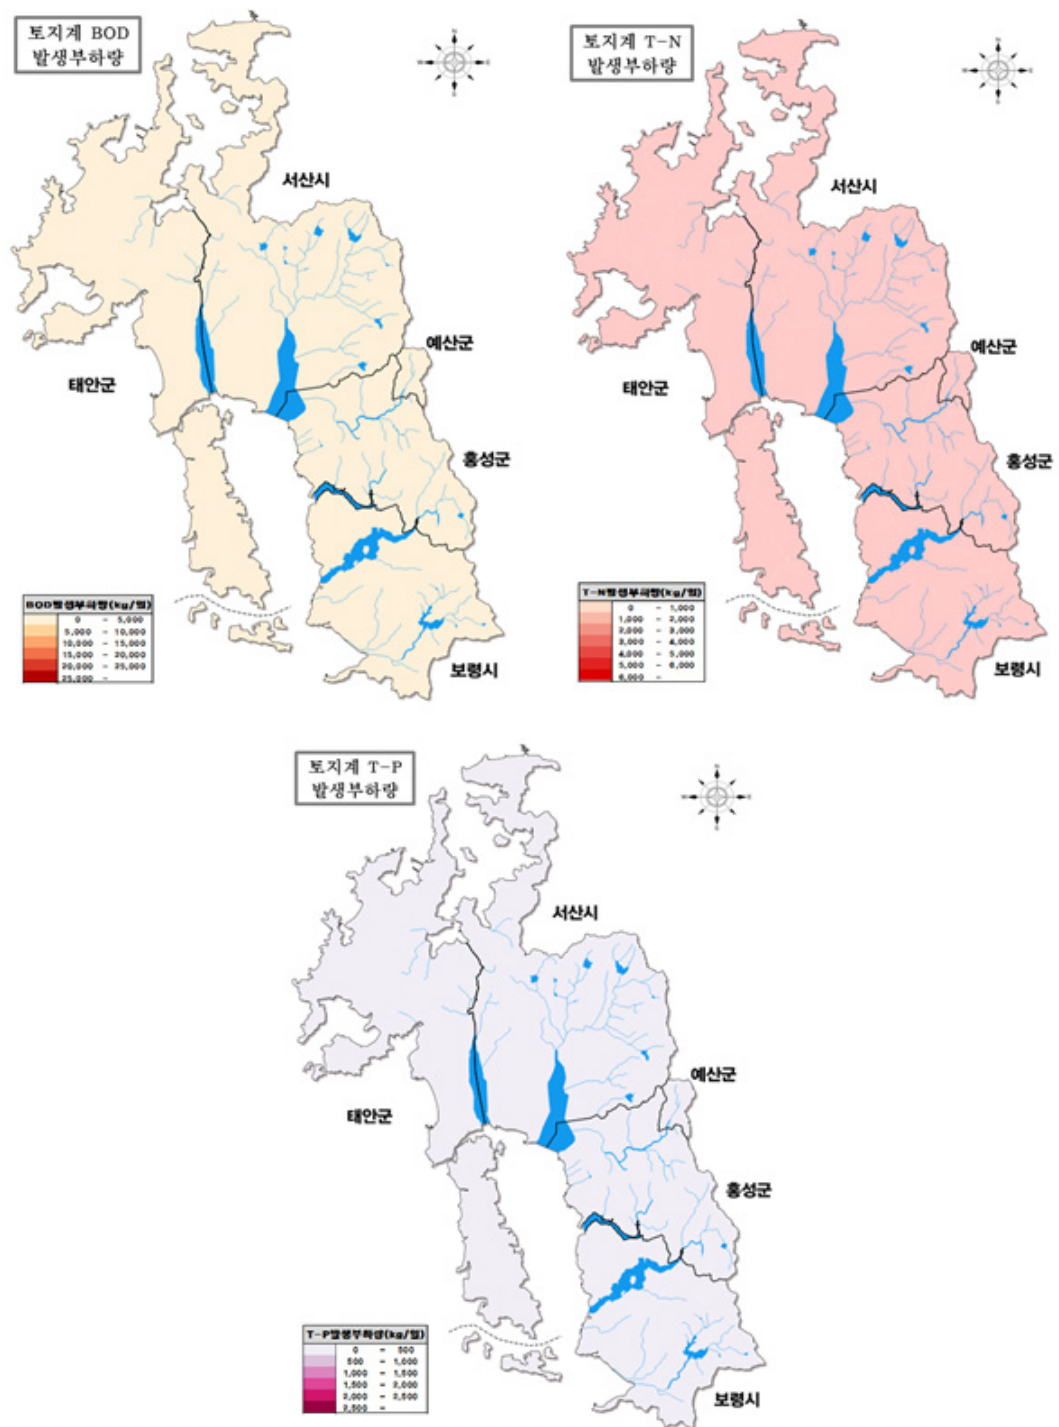 토지계 BOD
발생부하량
N
W
E
S
서산시
예산군
태안군
홍성군
보령시
BOD발생부하량(kg/일)
0 - 5,000
5,000 - 10,000
10,000 - 15,000
15,000 - 20,000
20,000 - 25,000
25,000 -
토지계 T-N
발생부하량
N
W
E
S
서산시
예산군
태안군
홍성군
보령시
T-N발생부하량(kg/일)
0 - 1,000
1,000 - 2,000
2,000 - 3,000
3,000 - 4,000
4,000 - 5,000
5,000 - 6,000
6,000 -
토지계 T-P
발생부하량
N
W
E
S
서산시
예산군
태안군
홍성군
보령시
T-P발생부하량(kg/일)
0 - 500
500 - 1,000
1,000 - 1,500
1,500 - 2,000
2,000 - 2,500
2,500 -